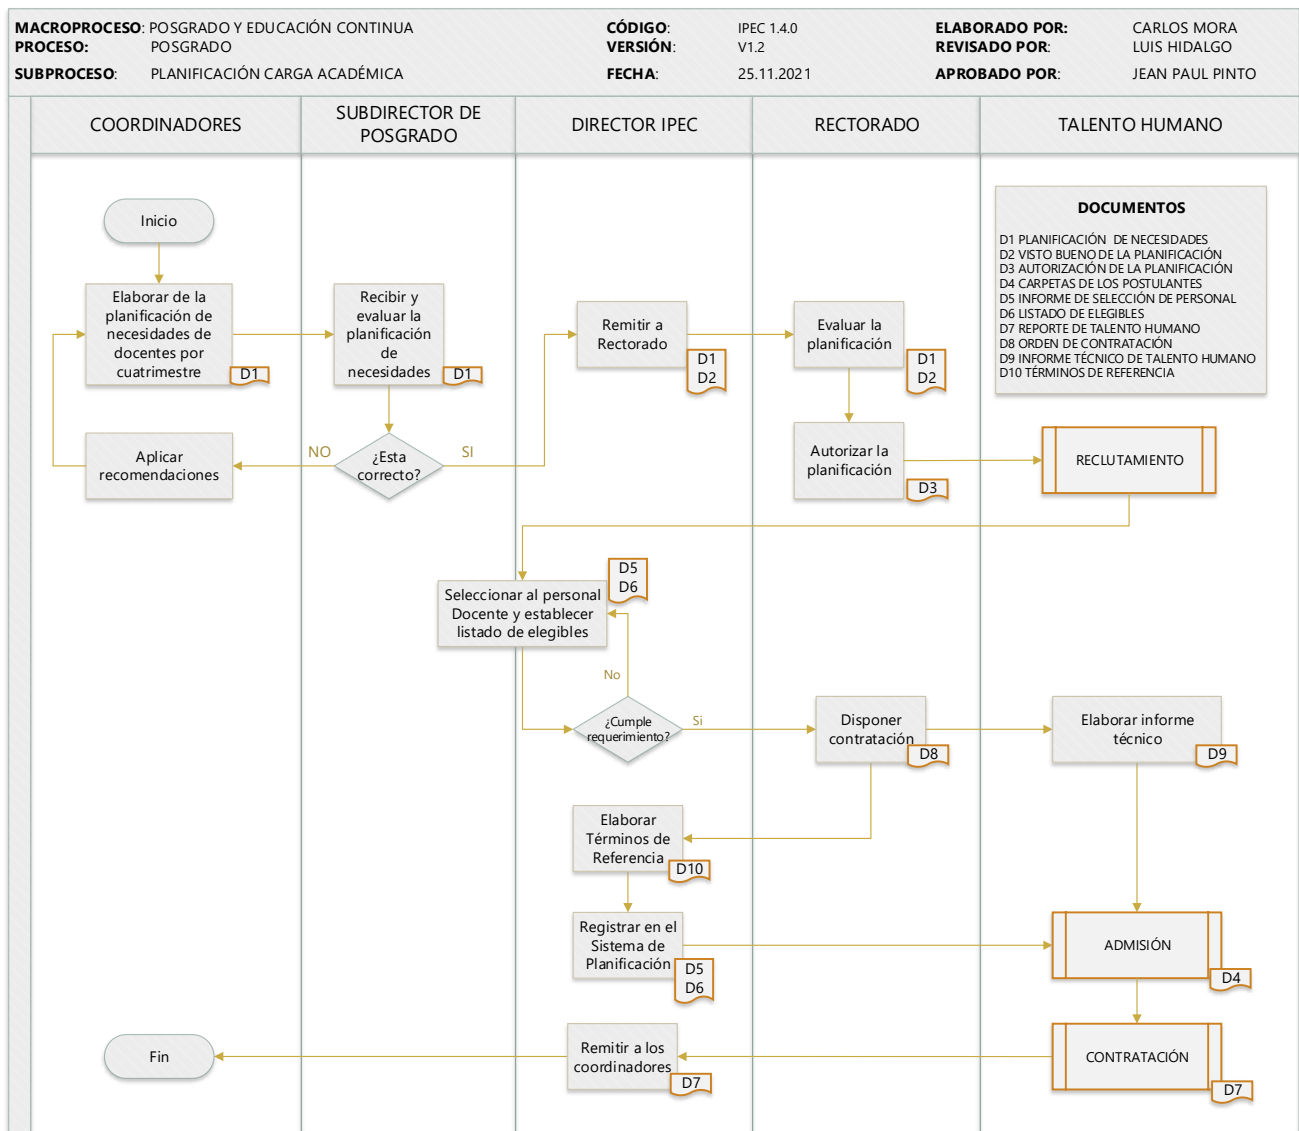 MACROPROCESO: POSGRADO Y EDUCACIÓN CONTINUA
PROCESO: POSGRADO
SUBPROCESO: PLANIFICACIÓN CARGA ACADÉMICA
CÓDIGO: IPEC 1.4.0
VERSIÓN: V1.2
FECHA: 25.11.2021
ELABORADO POR: CARLOS MORA
REVISADO POR: LUIS HIDALGO
APROBADO POR: JEAN PAUL PINTO
COORDINADORES
SUBDIRECTOR DE
POSGRADO
DIRECTOR IPEC
RECTORADO
TALENTO HUMANO
DOCUMENTOS
D1 PLANIFICACIÓN DE NECESIDADES
D2 VISTO BUENO DE LA PLANIFICACIÓN
D3 AUTORIZACIÓN DE LA PLANIFICACIÓN
D4 CARPETAS DE LOS POSTULANTES
D5 INFORME DE SELECCIÓN DE PERSONAL
D6 LISTADO DE ELEGIBLES
D7 REPORTE DE TALENTO HUMANO
D8 ORDEN DE CONTRATACIÓN
D9 INFORME TÉCNICO DE TALENTO HUMANO
D10 TÉRMINOS DE REFERENCIA
Inicio
Elaborar de la
planificación de
necesidades de
docentes por
cuatrimestre
D1
Recibir y
evaluar la
planificación
de
necesidades
D1
Remitir a
Rectorado
D1
D2
Evaluar la
planificación
D1
D2
Aplicar
recomendaciones
NO
¿Esta
correcto?
SI
Autorizar la
planificación
D3
RECLUTAMIENTO
D5
D6
Seleccionar al personal
Docente y establecer
listado de elegibles
No
¿Cumple
requerimiento?
Si
Disponer
contratación
D8
Elaborar informe
técnico
D9
Elaborar
Términos de
Referencia
D10
Registrar en el
Sistema de
Planificación
D5
D6
ADMISIÓN
D4
Fin
Remitir a los
coordinadores
D7
CONTRATACIÓN
D7